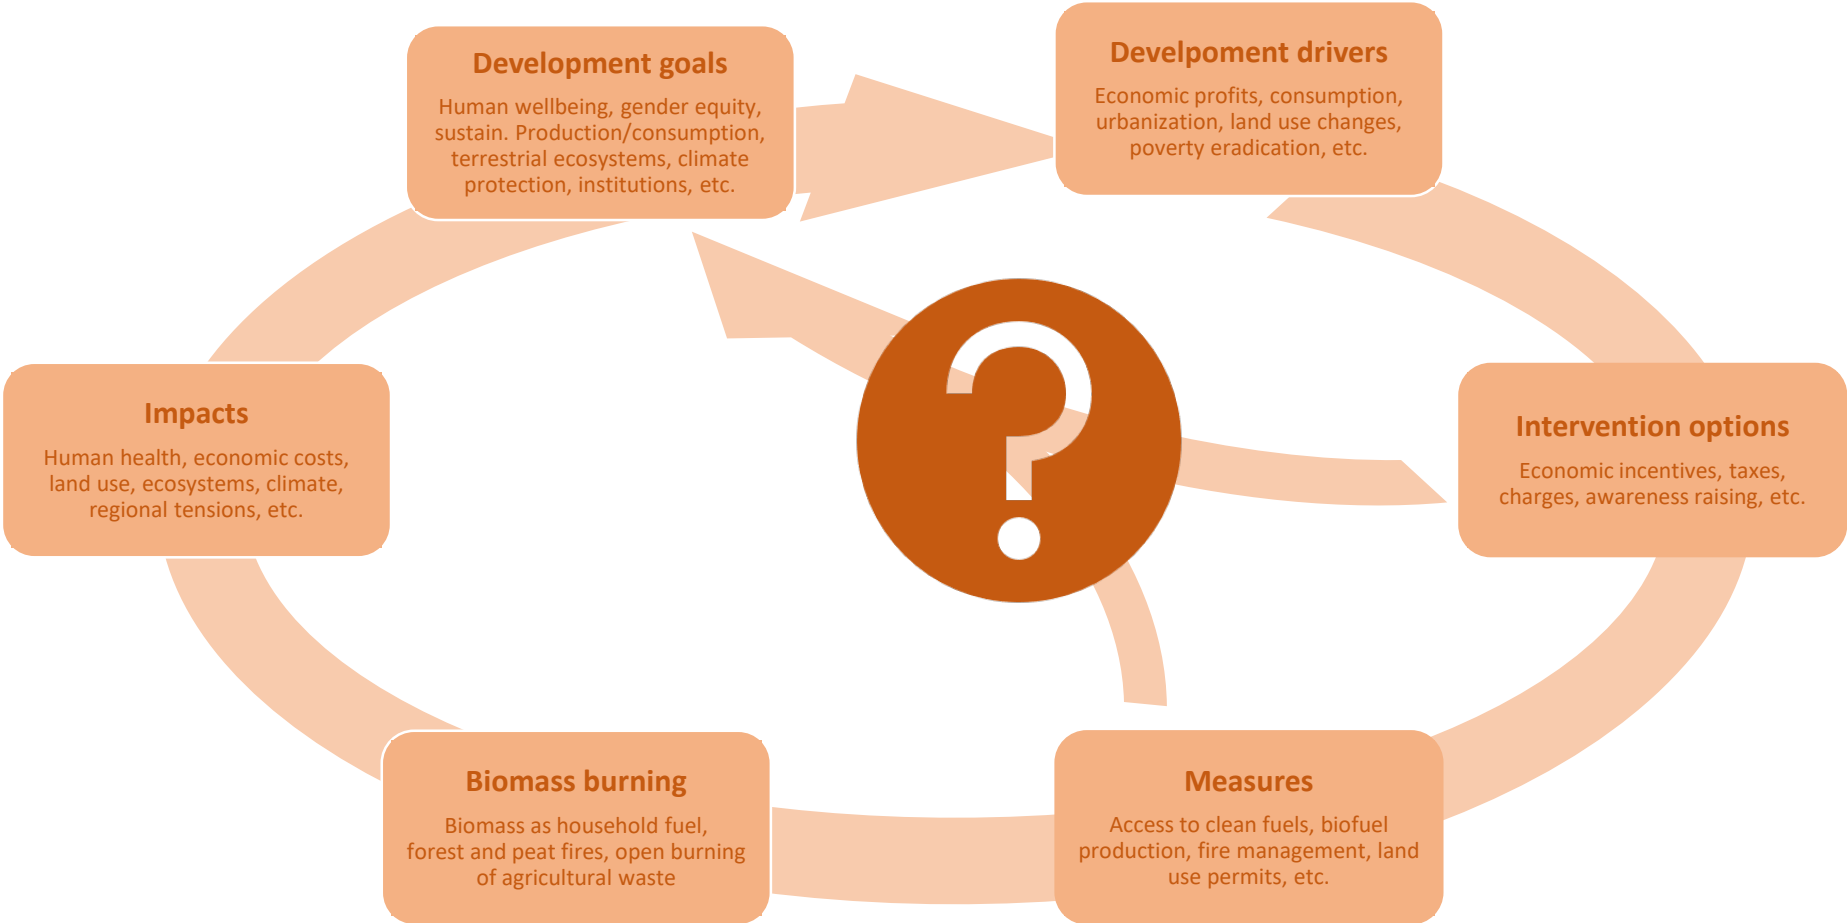 Development goals
Human wellbeing, gender equity,
sustain. Production/consumption,
terrestrial ecosystems, climate
protection, institutions, etc.
Develpoment drivers
Economic profits, consumption,
urbanization, land use changes,
poverty eradication, etc.
Impacts
Human health, economic costs,
land use, ecosystems, climate,
regional tensions, etc.
?
Intervention options
Economic incentives, taxes,
charges, awareness raising, etc.
Biomass burning
Biomass as household fuel,
forest and peat fires, open burning
of agricultural waste
Measures
Access to clean fuels, biofuel
production, fire management, land
use permits, etc.